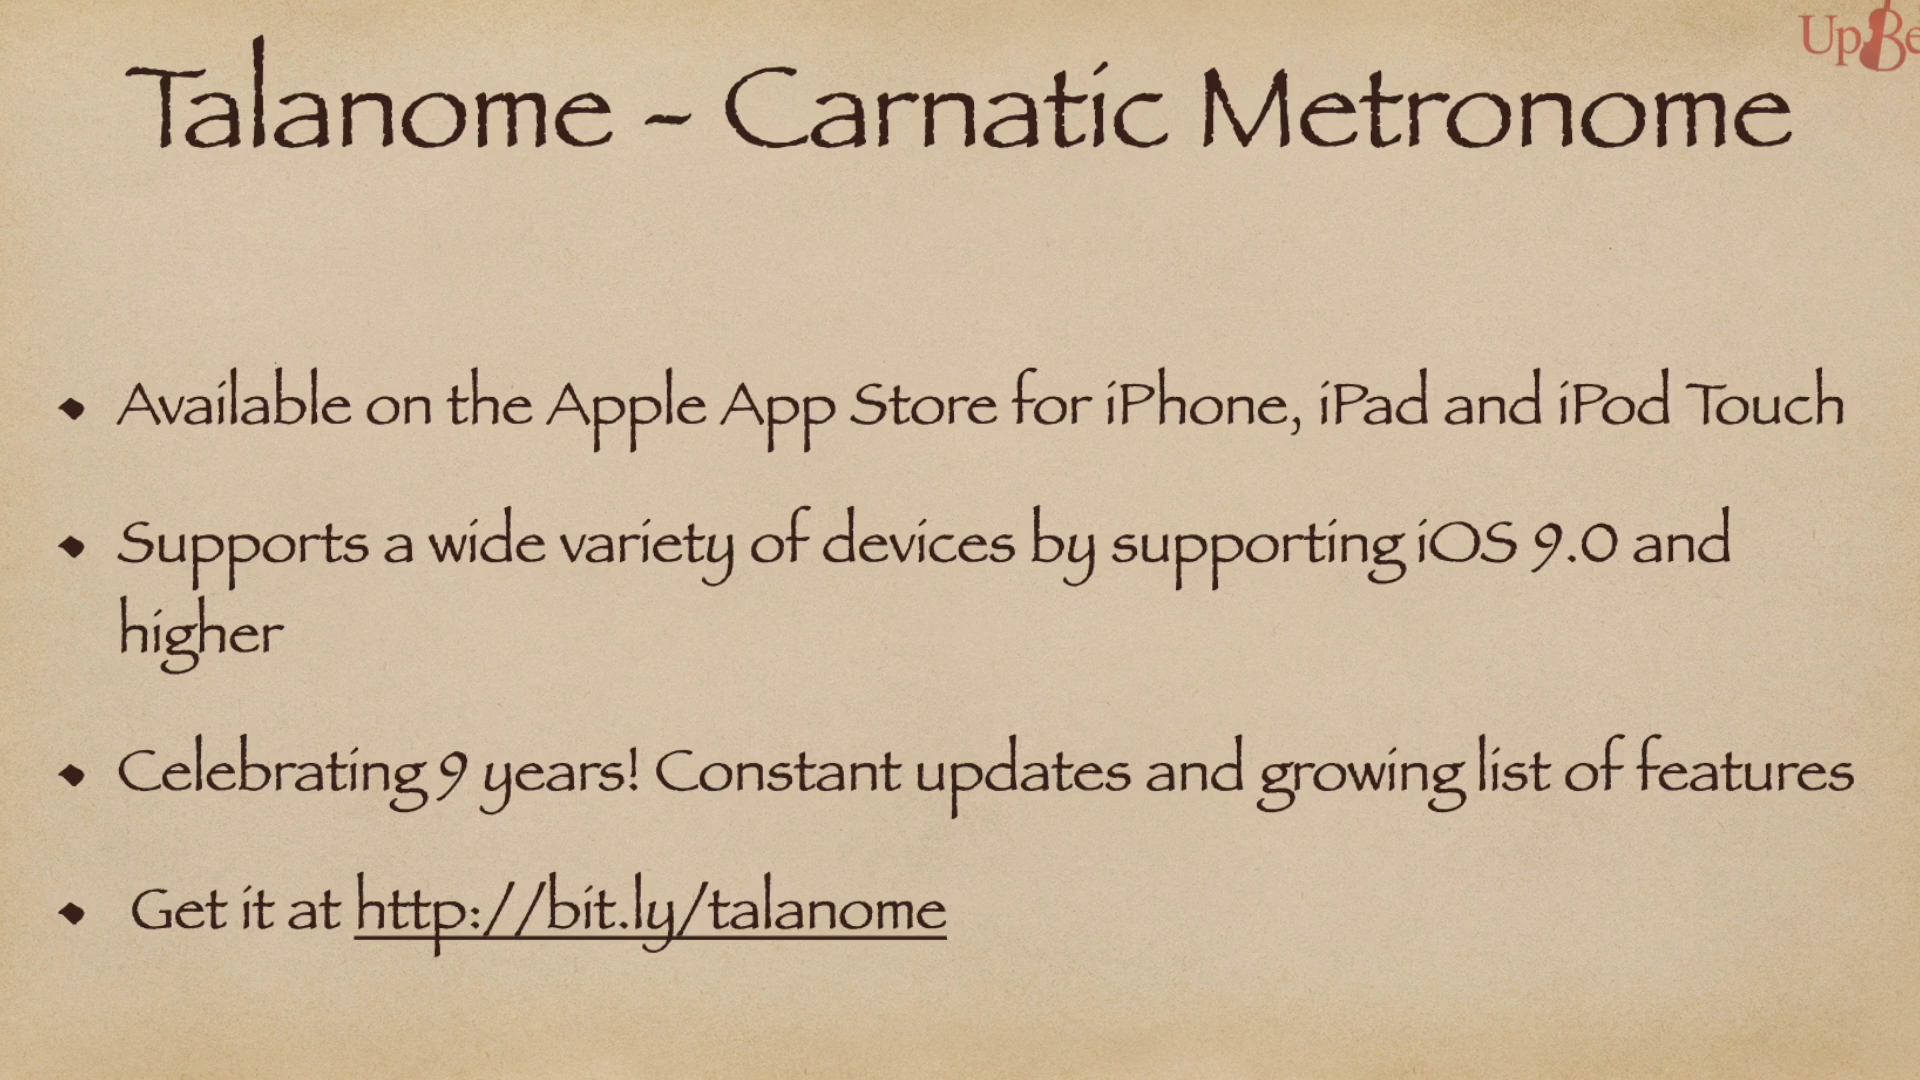 UpBe
Talanome - Carnatic Metronome
• Available on the Apple App Store for iPhone, iPad and iPod Touch
• Supports a wide variety of devices by supporting iOS 9.0 and
higher
• Celebrating 9 years! Constant updates and growing list of features
• Get it at http://bit.ly/talanome